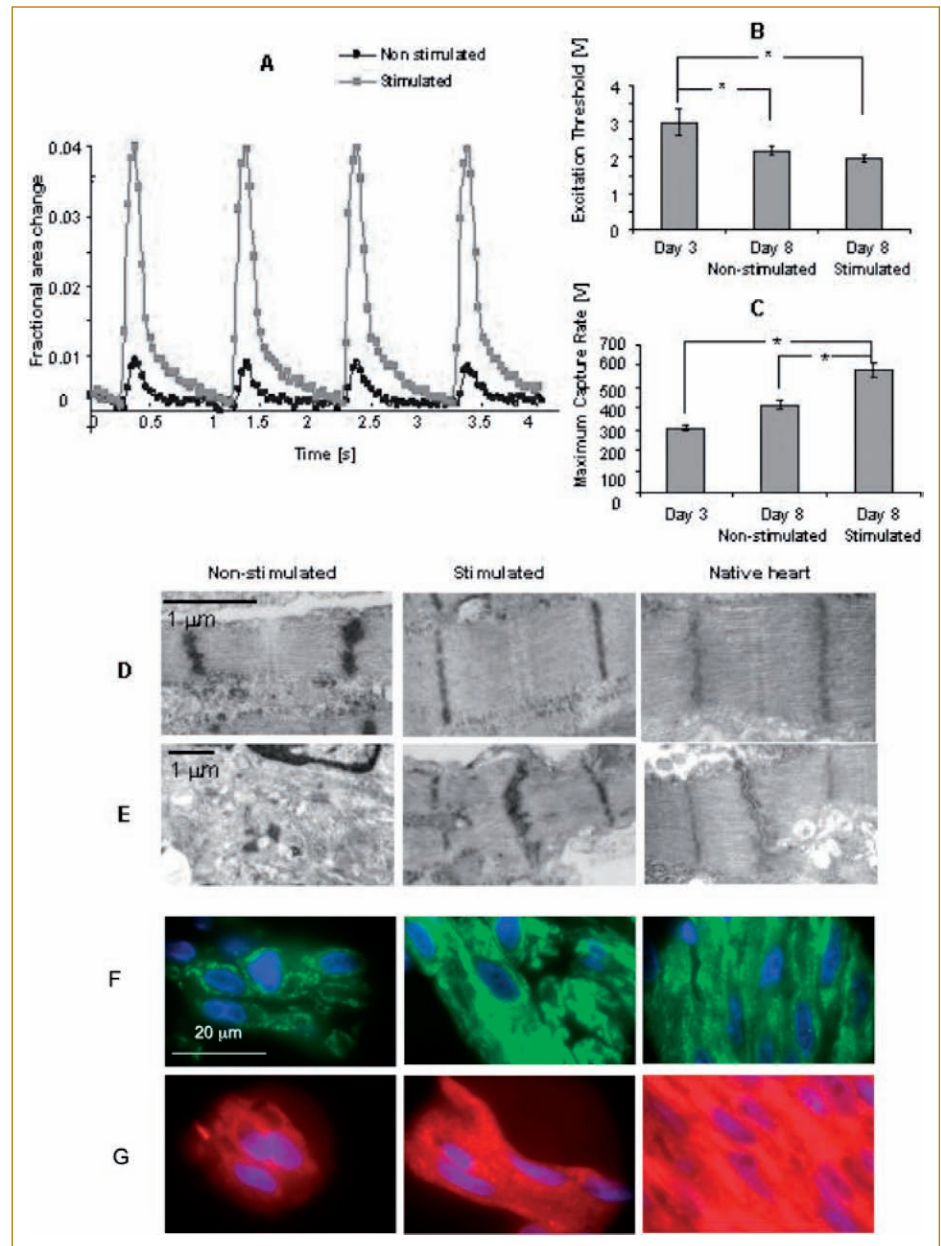 A
Non stimulated
Stimulated
Fractional area change
0.04
0.03
0.04
0.02
0.01
0
0
0.5
1
1.5
2
2.5
3
3.5
4
Time [s]
B
Excitation Threshold [V]
4
3
2
1
0
*
*
Day 3
Day 8
Non-stimulated
Day 8
Stimulated
C
Maximum Capture Rate [V]
700
600
500
400
300
200
100
0
*
*
Day 3
Day 8
Non-stimulated
Day 8
Stimulated
Non-stimulated
Stimulated
Native heart
D
1 μm
E
1 μm
F
20 μm
G